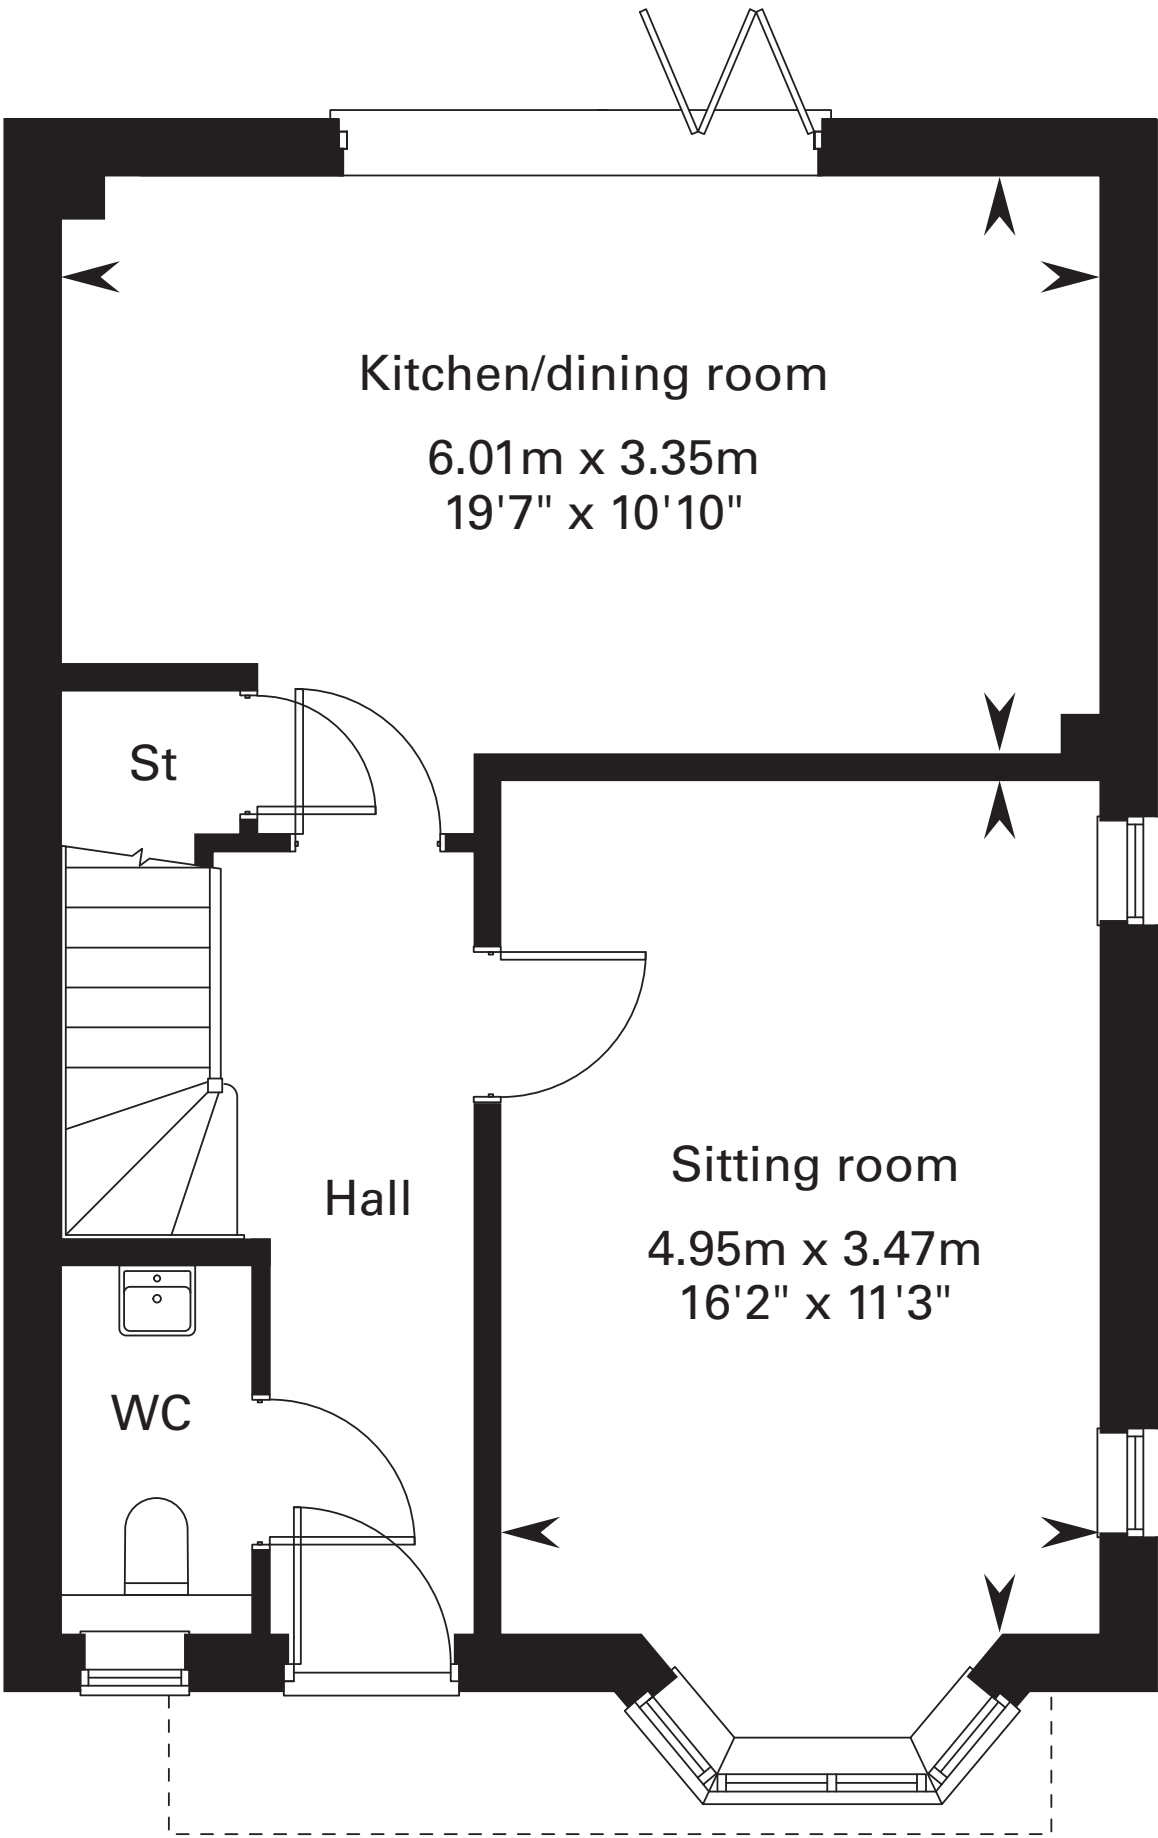 Kitchen/dining room
6.01m x 3.35m
19'7" x 10'10"
St
Hall
Sitting room
4.95m x 3.47m
16'2" x 11'3"
WC